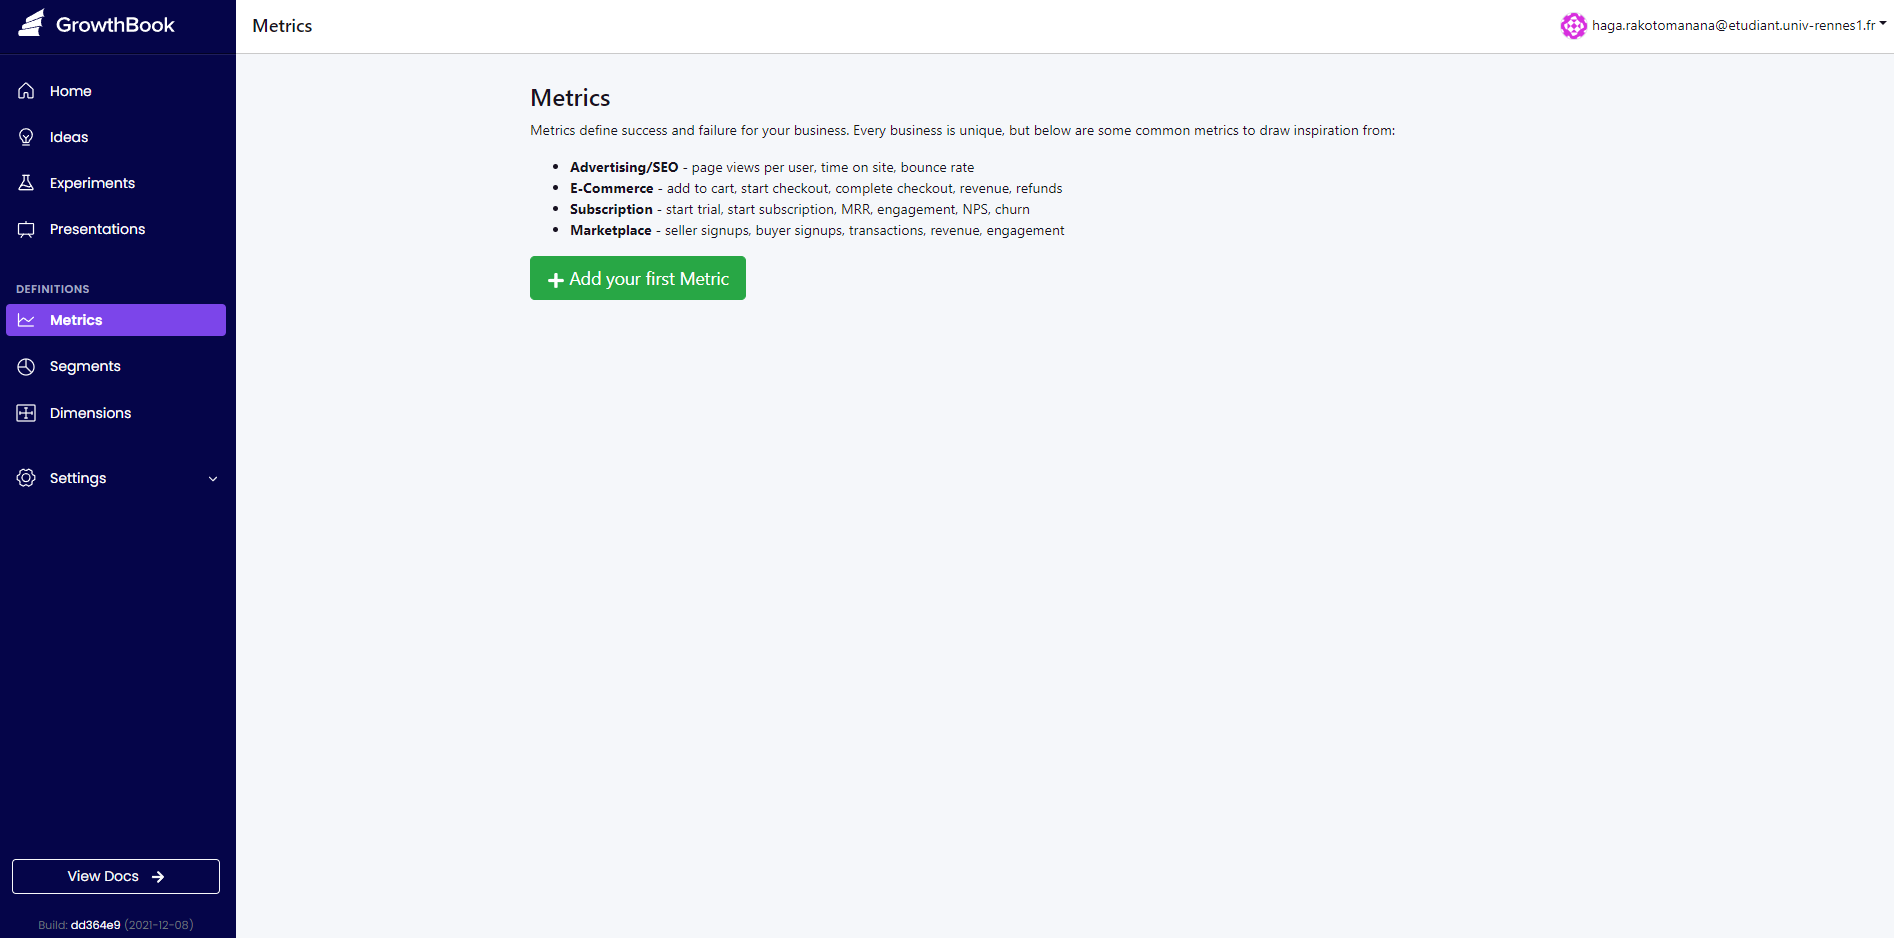 GrowthBook
Metrics
haga.rakotomanana@etudiant.univ-rennes1.fr
Home
Ideas
Experiments
Presentations
DEFINITIONS
Metrics
Segments
Dimensions
Settings
View Docs
Build: dd364e9 (2021-12-08)
Metrics
Metrics define success and failure for your business. Every business is unique, but below are some common metrics to draw inspiration from:
Advertising/SEO - page views per user, time on site, bounce rate
E-Commerce - add to cart, start checkout, complete checkout, revenue, refunds
Subscription - start trial, start subscription, MRR, engagement, NPS, churn
Marketplace - seller signups, buyer signups, transactions, revenue, engagement
Add your first Metric